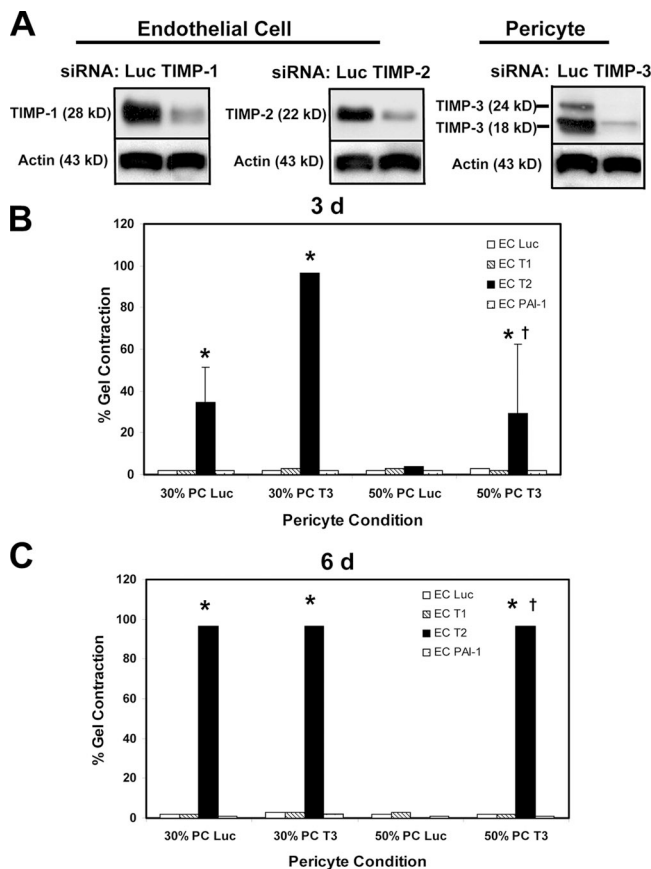 A
Endothelial Cell
Pericyte
siRNA: Luc TIMP-1
siRNA: Luc TIMP-2
siRNA: Luc TIMP-3
TIMP-1 (28 kD)
TIMP-2 (22 kD)
TIMP-3 (24 kD)
TIMP-3 (18 kD)
Actin (43 kD)
Actin (43 kD)
Actin (43 kD)
B
3 d
% Gel Contraction
120
100
80
60
40
20
0
EC Luc
EC T1
EC T2
EC PAI-1
*
*
* †
30% PC Luc
30% PC T3
50% PC Luc
50% PC T3
Pericyte Condition
C
6 d
% Gel Contraction
120
100
80
60
40
20
0
EC Luc
EC T1
EC T2
EC PAI-1
*
*
* †
30% PC Luc
30% PC T3
50% PC Luc
50% PC T3
Pericyte Condition